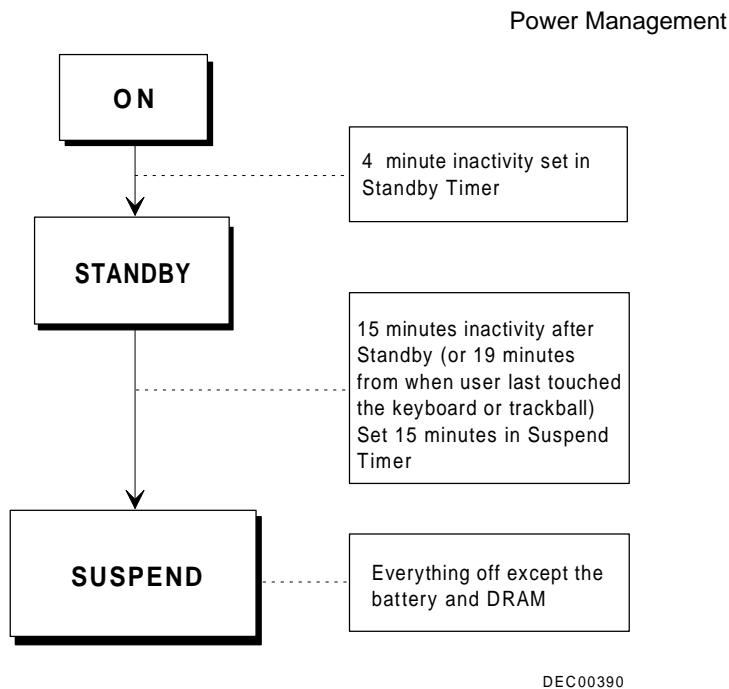 Power Management
ON
4 minute inactivity set in
Standby Timer
STANDBY
15 minutes inactivity after
Standby (or 19 minutes
from when user last touched
the keyboard or trackball)
Set 15 minutes in Suspend
Timer
SUSPEND
Everything off except the
battery and DRAM
DEC00390